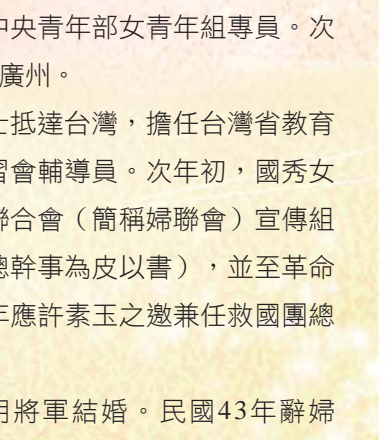 中央青年部女青年組專員。次
廣州。
抵達台灣，擔任台灣省教育
習會輔導員。次年初，國秀女
聯合會（簡稱婦聯會）宣傳組
總幹事為皮以書），並至革命
年應許素玉之邀兼任救國團總
將軍結婚。民國43年辭婦